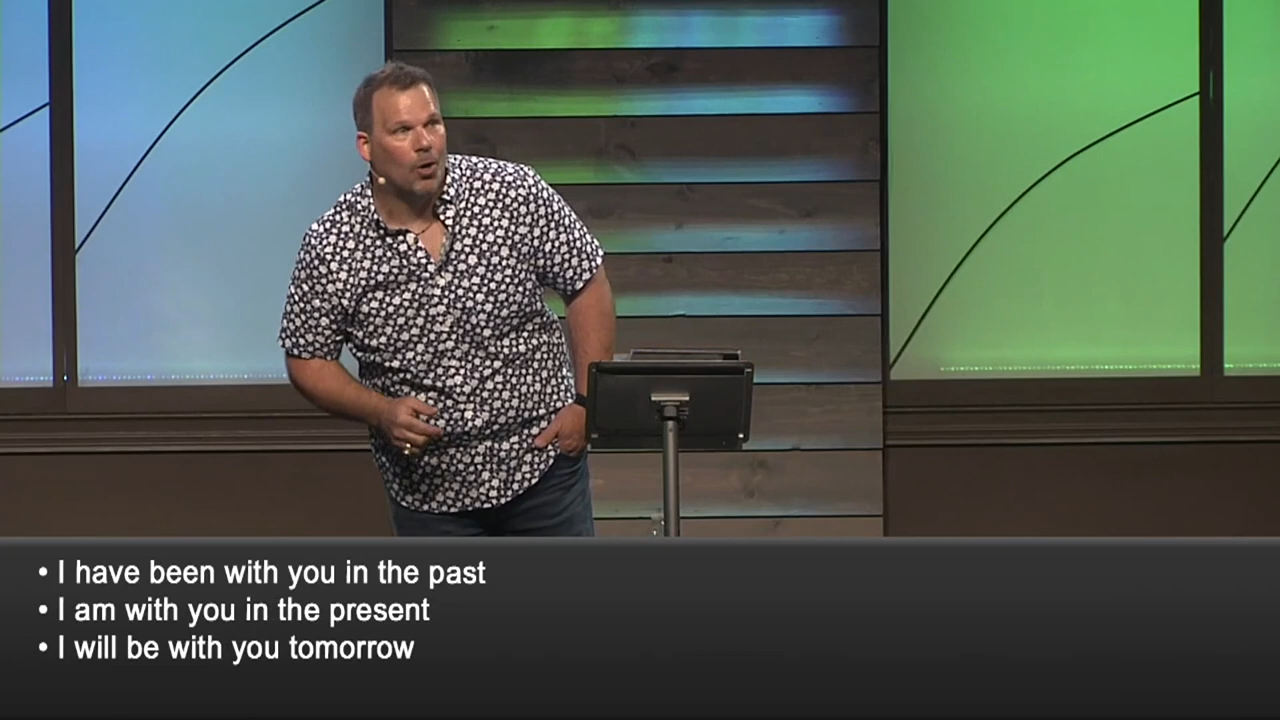 • I have been with you in the past
• I am with you in the present
• I will be with you tomorrow